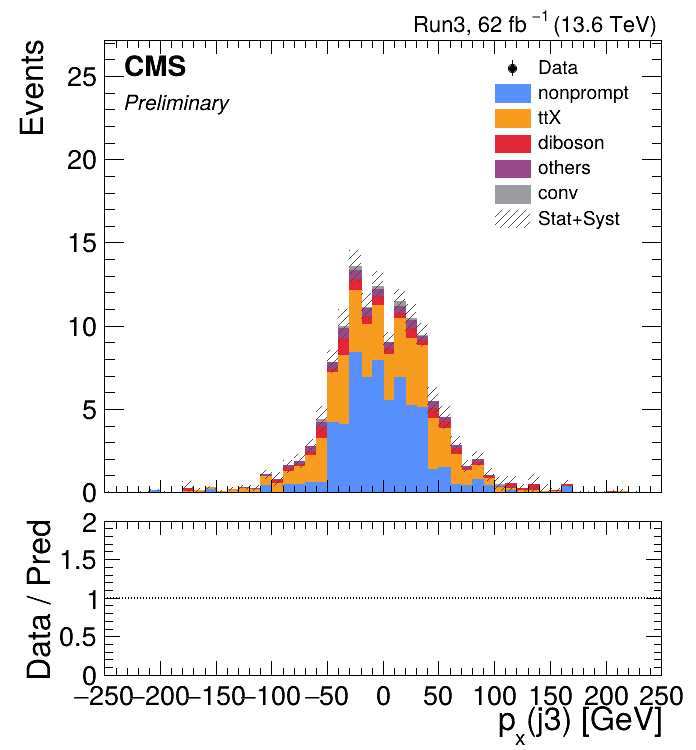 Run3, 62 fb⁻¹ (13.6 TeV)
CMS
Preliminary
Data
nonprompt
ttX
diboson
others
conv
Stat+Syst
Events
25
20
15
10
5
0
Data / Pred
2
1.5
1
0.5
0
−250 −200 −150 −100 −50 0 50 100 150 200 250
pₓ(j3) [GeV]